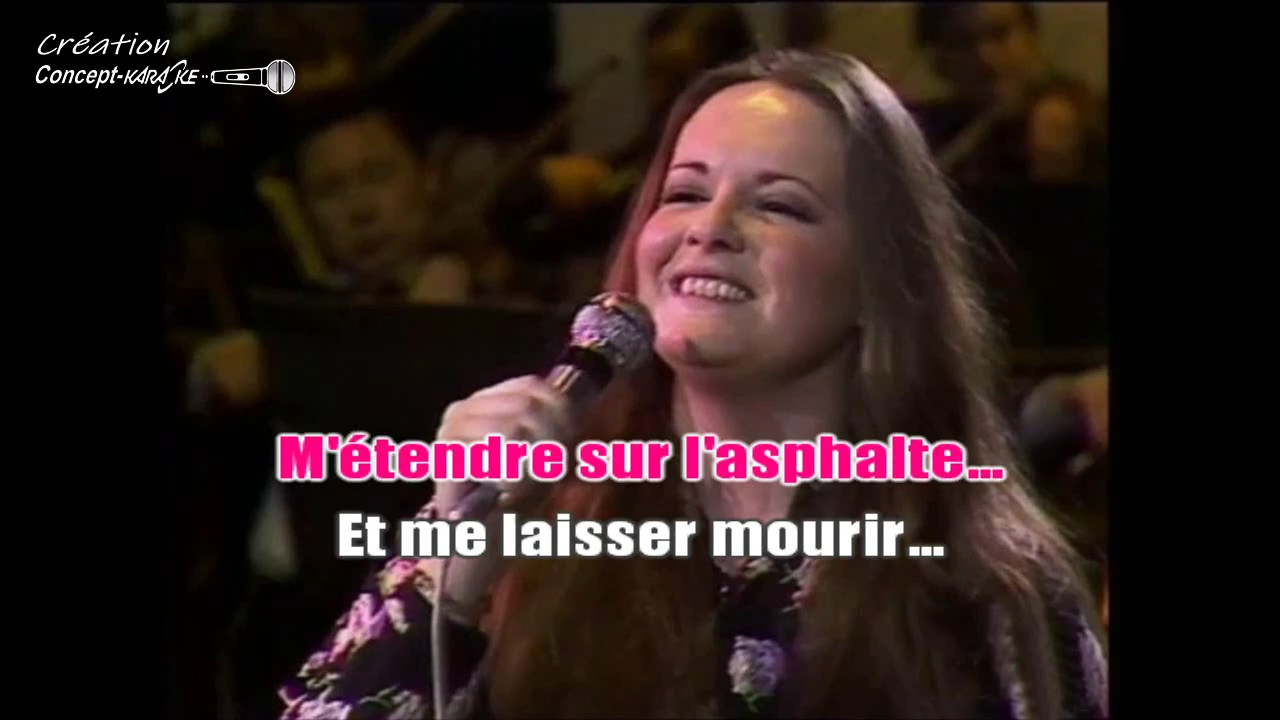 Création
Concept-KARAOKE
M'étendre sur l'asphalte...
Et me laisser mourir...